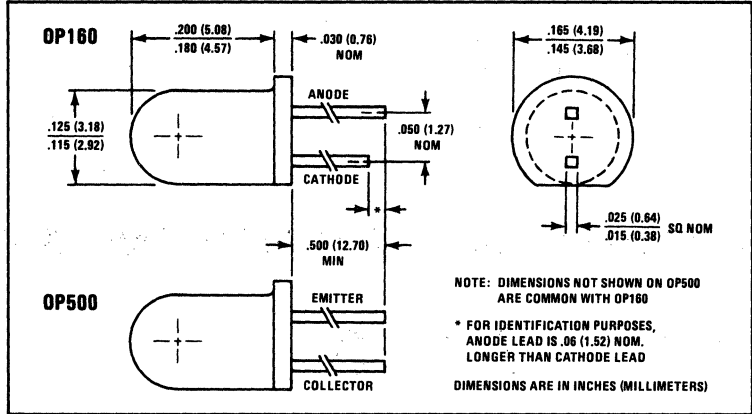 OP160
.200 (5.08)
.180 (4.57)
.030 (0.76)
NOM
.165 (4.19)
.145 (3.68)
ANODE
.125 (3.18)
.115 (2.92)
.050 (1.27)
NOM
CATHODE
*
.025 (0.64)
.015 (0.38)
SQ NOM
.500 (12.70)
MIN
OP500
EMITTER
COLLECTOR
NOTE: DIMENSIONS NOT SHOWN ON OP500
ARE COMMON WITH OP160
* FOR IDENTIFICATION PURPOSES,
ANODE LEAD IS .06 (1.52) NOM.
LONGER THAN CATHODE LEAD
DIMENSIONS ARE IN INCHES (MILLIMETERS)